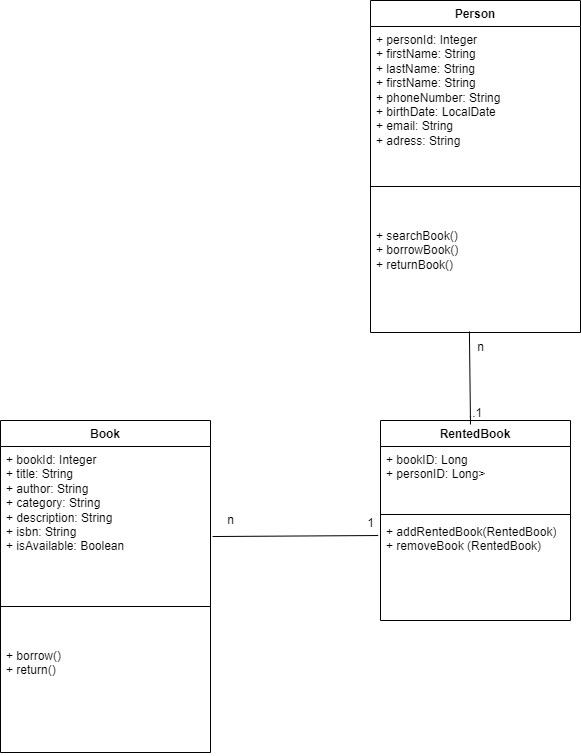 Person
+ personId: Integer
+ firstName: String
+ lastName: String
+ firstName: String
+ phoneNumber: String
+ birthDate: LocalDate
+ email: String
+ adress: String
+ searchBook()
+ borrowBook()
+ returnBook()
n
.1
Book
+ bookId: Integer
+ title: String
+ author: String
+ category: String
+ description: String
+ isbn: String
+ isAvailable: Boolean
+ borrow()
+ return()
n
1
RentedBook
+ bookID: Long
+ personID: Long>
+ addRentedBook(RentedBook)
+ removeBook (RentedBook)